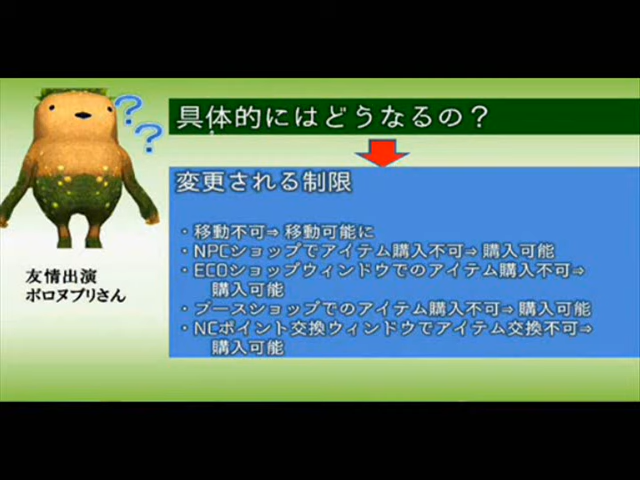 ??
具体的にはどうなるの？
変更される制限
・移動不可⇒移動可能に
・NPCショップでアイテム購入不可⇒購入可能
・ECOショップウィンドウでのアイテム購入不可⇒
購入可能
・ブースショップでのアイテム購入不可⇒購入可能
・NCポイント交換ウィンドウでアイテム交換不可⇒
購入可能
友情出演
ポロヌプリさん